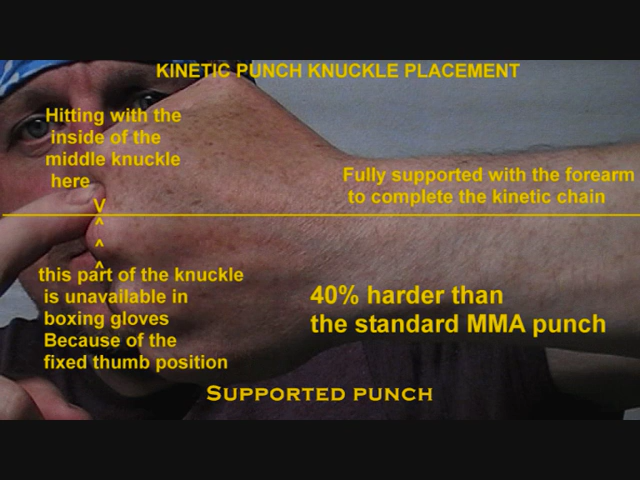 KINETIC PUNCH KNUCKLE PLACEMENT
Hitting with the
inside of the
middle knuckle
here
V
^
^
^
Fully supported with the forearm
to complete the kinetic chain
this part of the knuckle
is unavailable in
boxing gloves
Because of the
fixed thumb position
40% harder than
the standard MMA punch
Supported punch